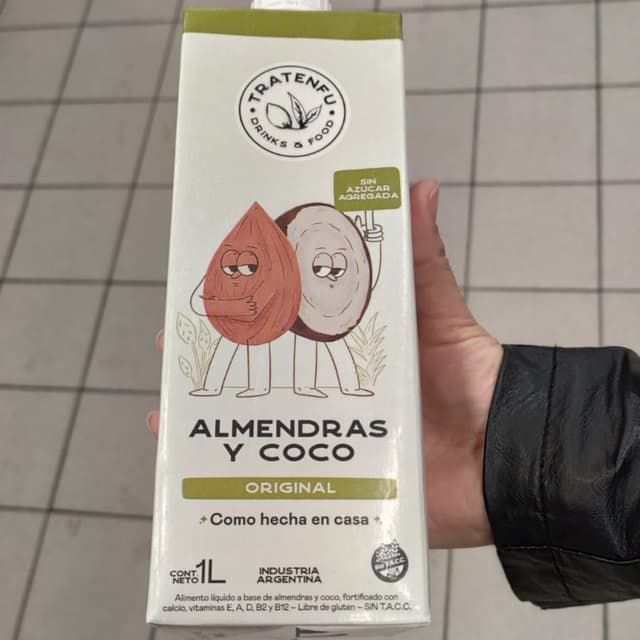 TRATENFU
DRINKS & FOOD
SIN
AZÚCAR
AGREGADA
ALMENDRAS
Y COCO
ORIGINAL
Como hecha en casa
CONT.
NETO 1L
INDUSTRIA
ARGENTINA
Sin T.A.C.C.
Alimento líquido a base de almendras y coco, fortificado con
calcio, vitaminas E, A, D, B2 y B12 – Libre de gluten – SIN T.A.C.C.